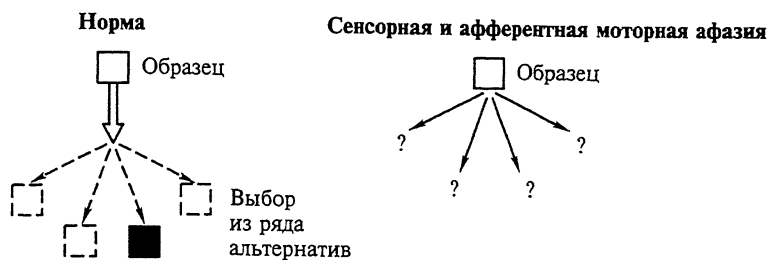 Норма
Образец
Выбор
из ряда
альтернатив
Сенсорная и афферентная моторная афазия
Образец
?
?
?
?